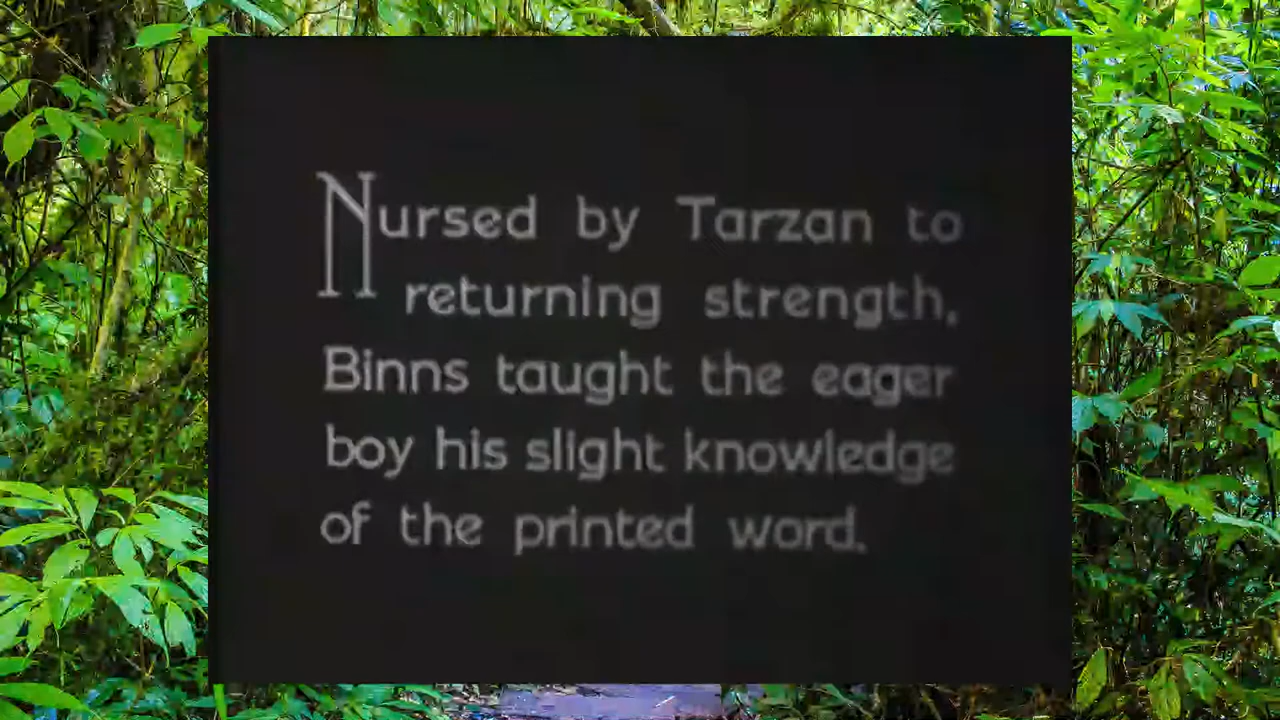 Nursed by Tarzan to
returning strength,
Binns taught the eager
boy his slight knowledge
of the printed word.